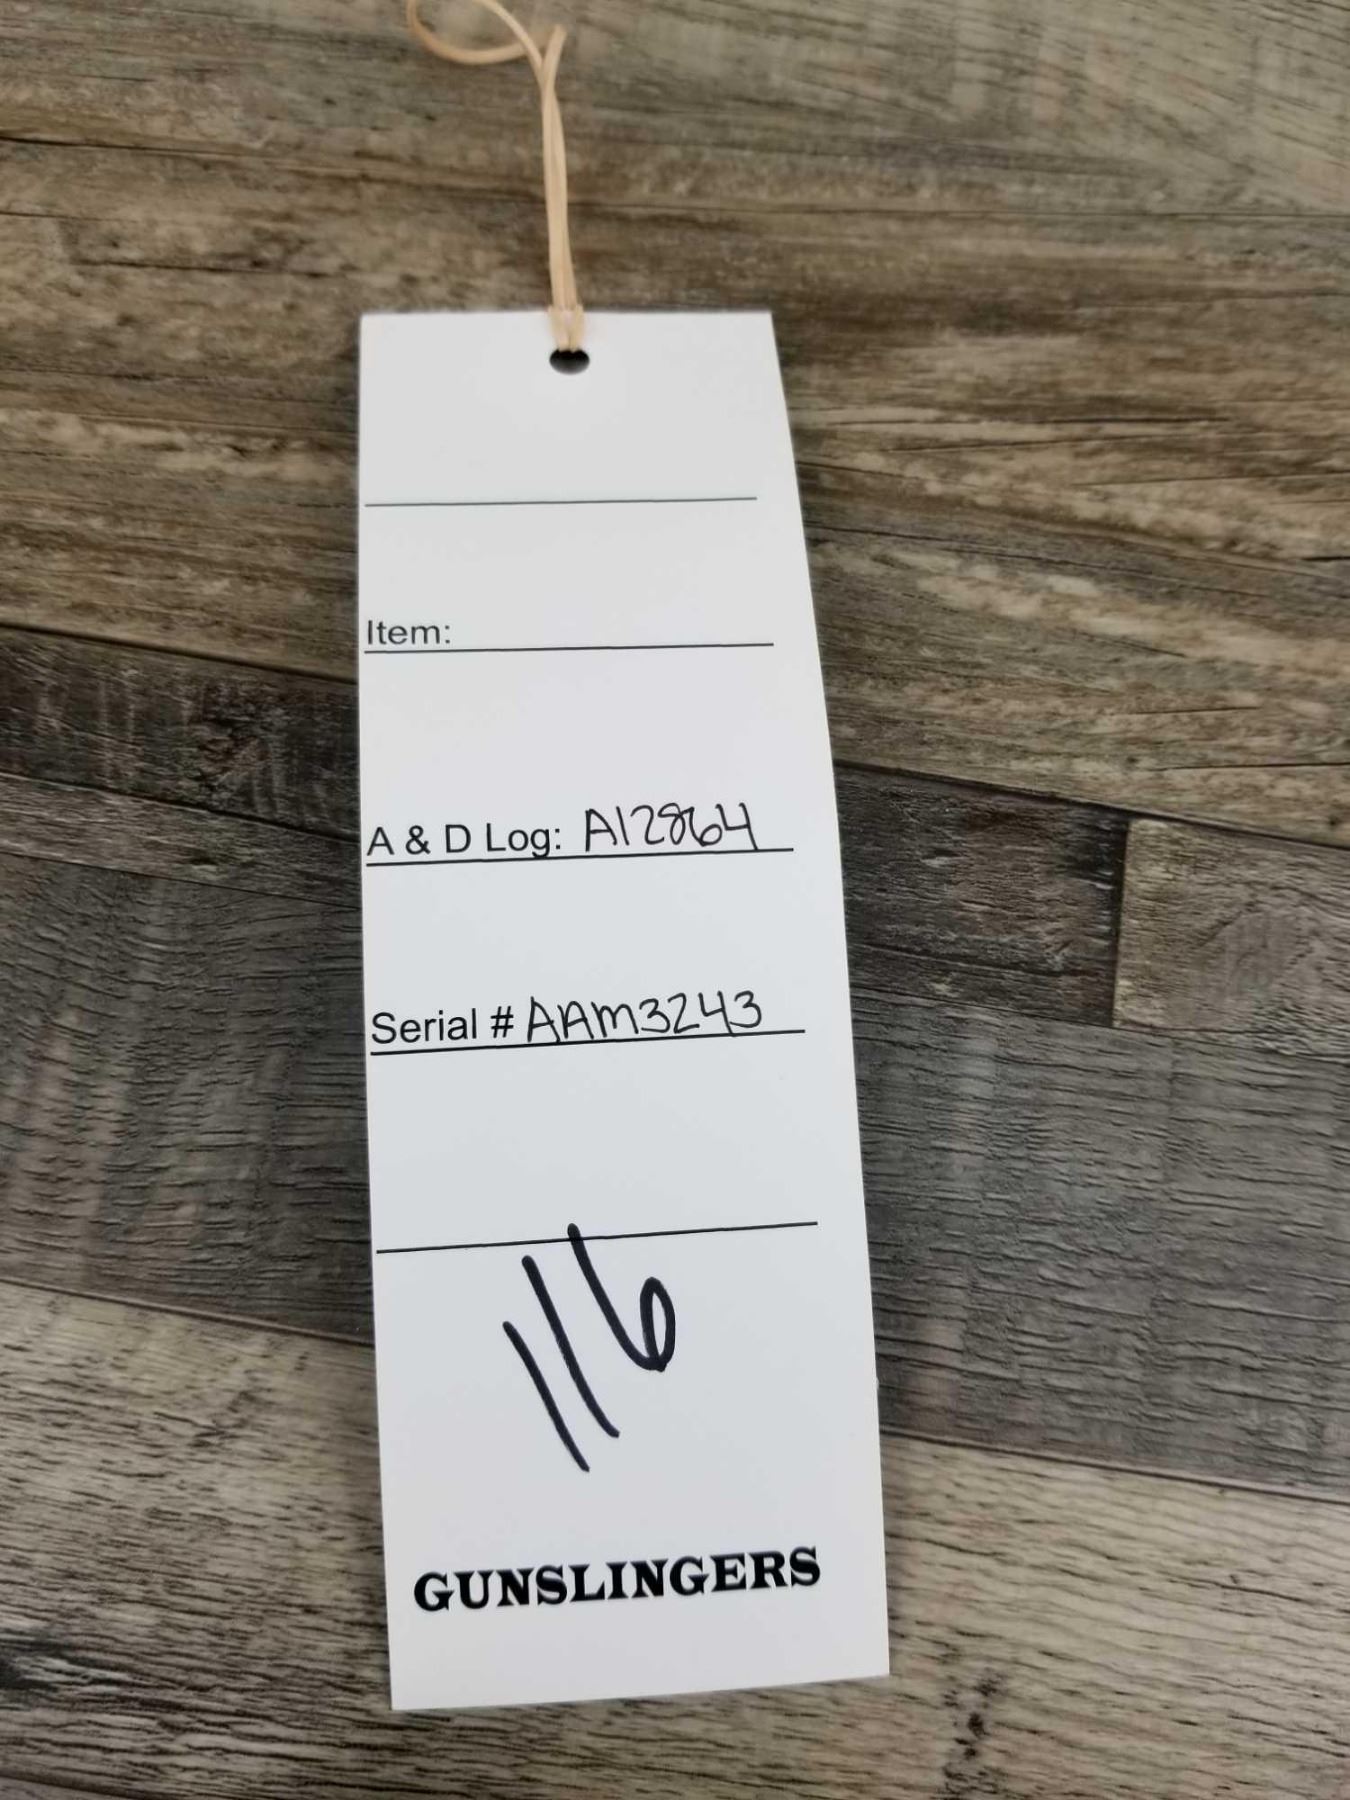 Item:
A & D Log: A12864
Serial # AAM3243
116
GUNSLINGERS